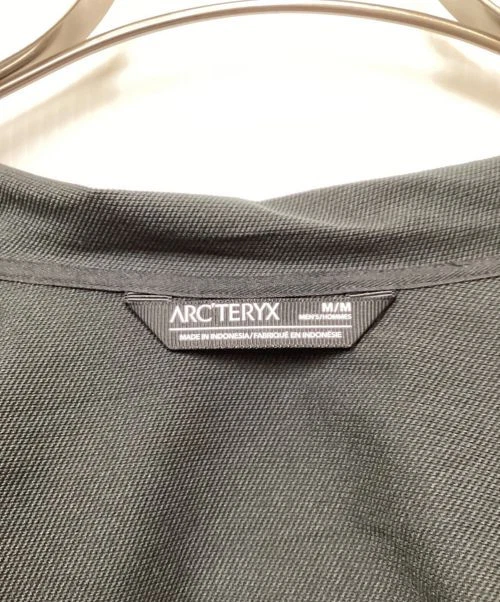 ARC'TERYX
M/M
MEN'S/HOMMES
MADE IN INDONESIA/FABRIQUÉ EN INDONÉSIE